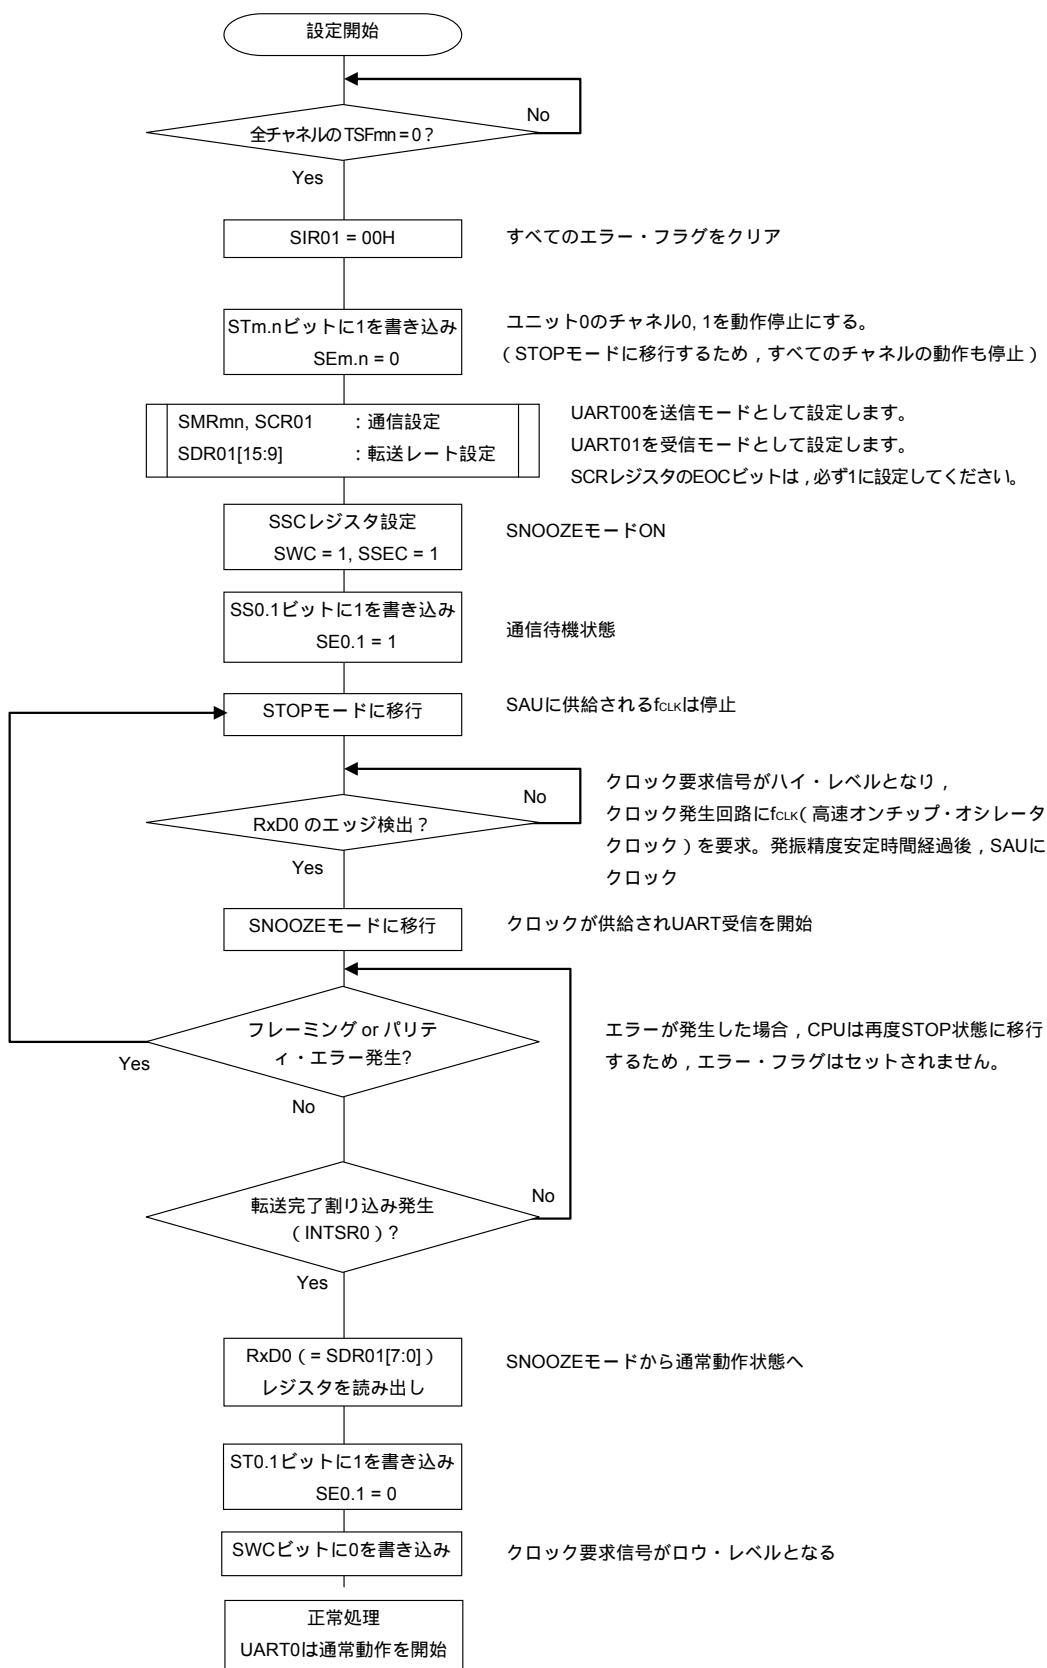 設定開始
No
全チャネルのTSFmn = 0？
Yes
SIR01 = 00H
すべてのエラー・フラグをクリア
STm.nビットに1を書き込み
SEm.n = 0
ユニット0のチャネル0, 1を動作停止にする。
（STOPモードに移行するため，すべてのチャネルの動作も停止）
SMRmn, SCR01 ：通信設定
SDR01[15:9] ：転送レート設定
UART00を送信モードとして設定します。
UART01を受信モードとして設定します。
SCRレジスタのEOCビットは，必ず1に設定してください。
SSCレジスタ設定
SWC = 1, SSEC = 1
SNOOZEモードON
SS0.1ビットに1を書き込み
SE0.1 = 1
通信待機状態
STOPモードに移行
SAUに供給されるfCLKは停止
No
RxD0 のエッジ検出？
Yes
クロック要求信号がハイ・レベルとなり，
クロック発生回路にfCLK（高速オンチップ・オシレータ
クロック）を要求。発振精度安定時間経過後，SAUに
クロック
SNOOZEモードに移行
クロックが供給されUART受信を開始
フレーミング or パリテ
ィ・エラー発生?
Yes
No
エラーが発生した場合，CPUは再度STOP状態に移行
するため，エラー・フラグはセットされません。
転送完了割り込み発生
（INTSR0）?
No
Yes
RxD0（= SDR01[7:0]）
レジスタを読み出し
SNOOZEモードから通常動作状態へ
ST0.1ビットに1を書き込み
SE0.1 = 0
SWCビットに0を書き込み
クロック要求信号がロウ・レベルとなる
正常処理
UART0は通常動作を開始